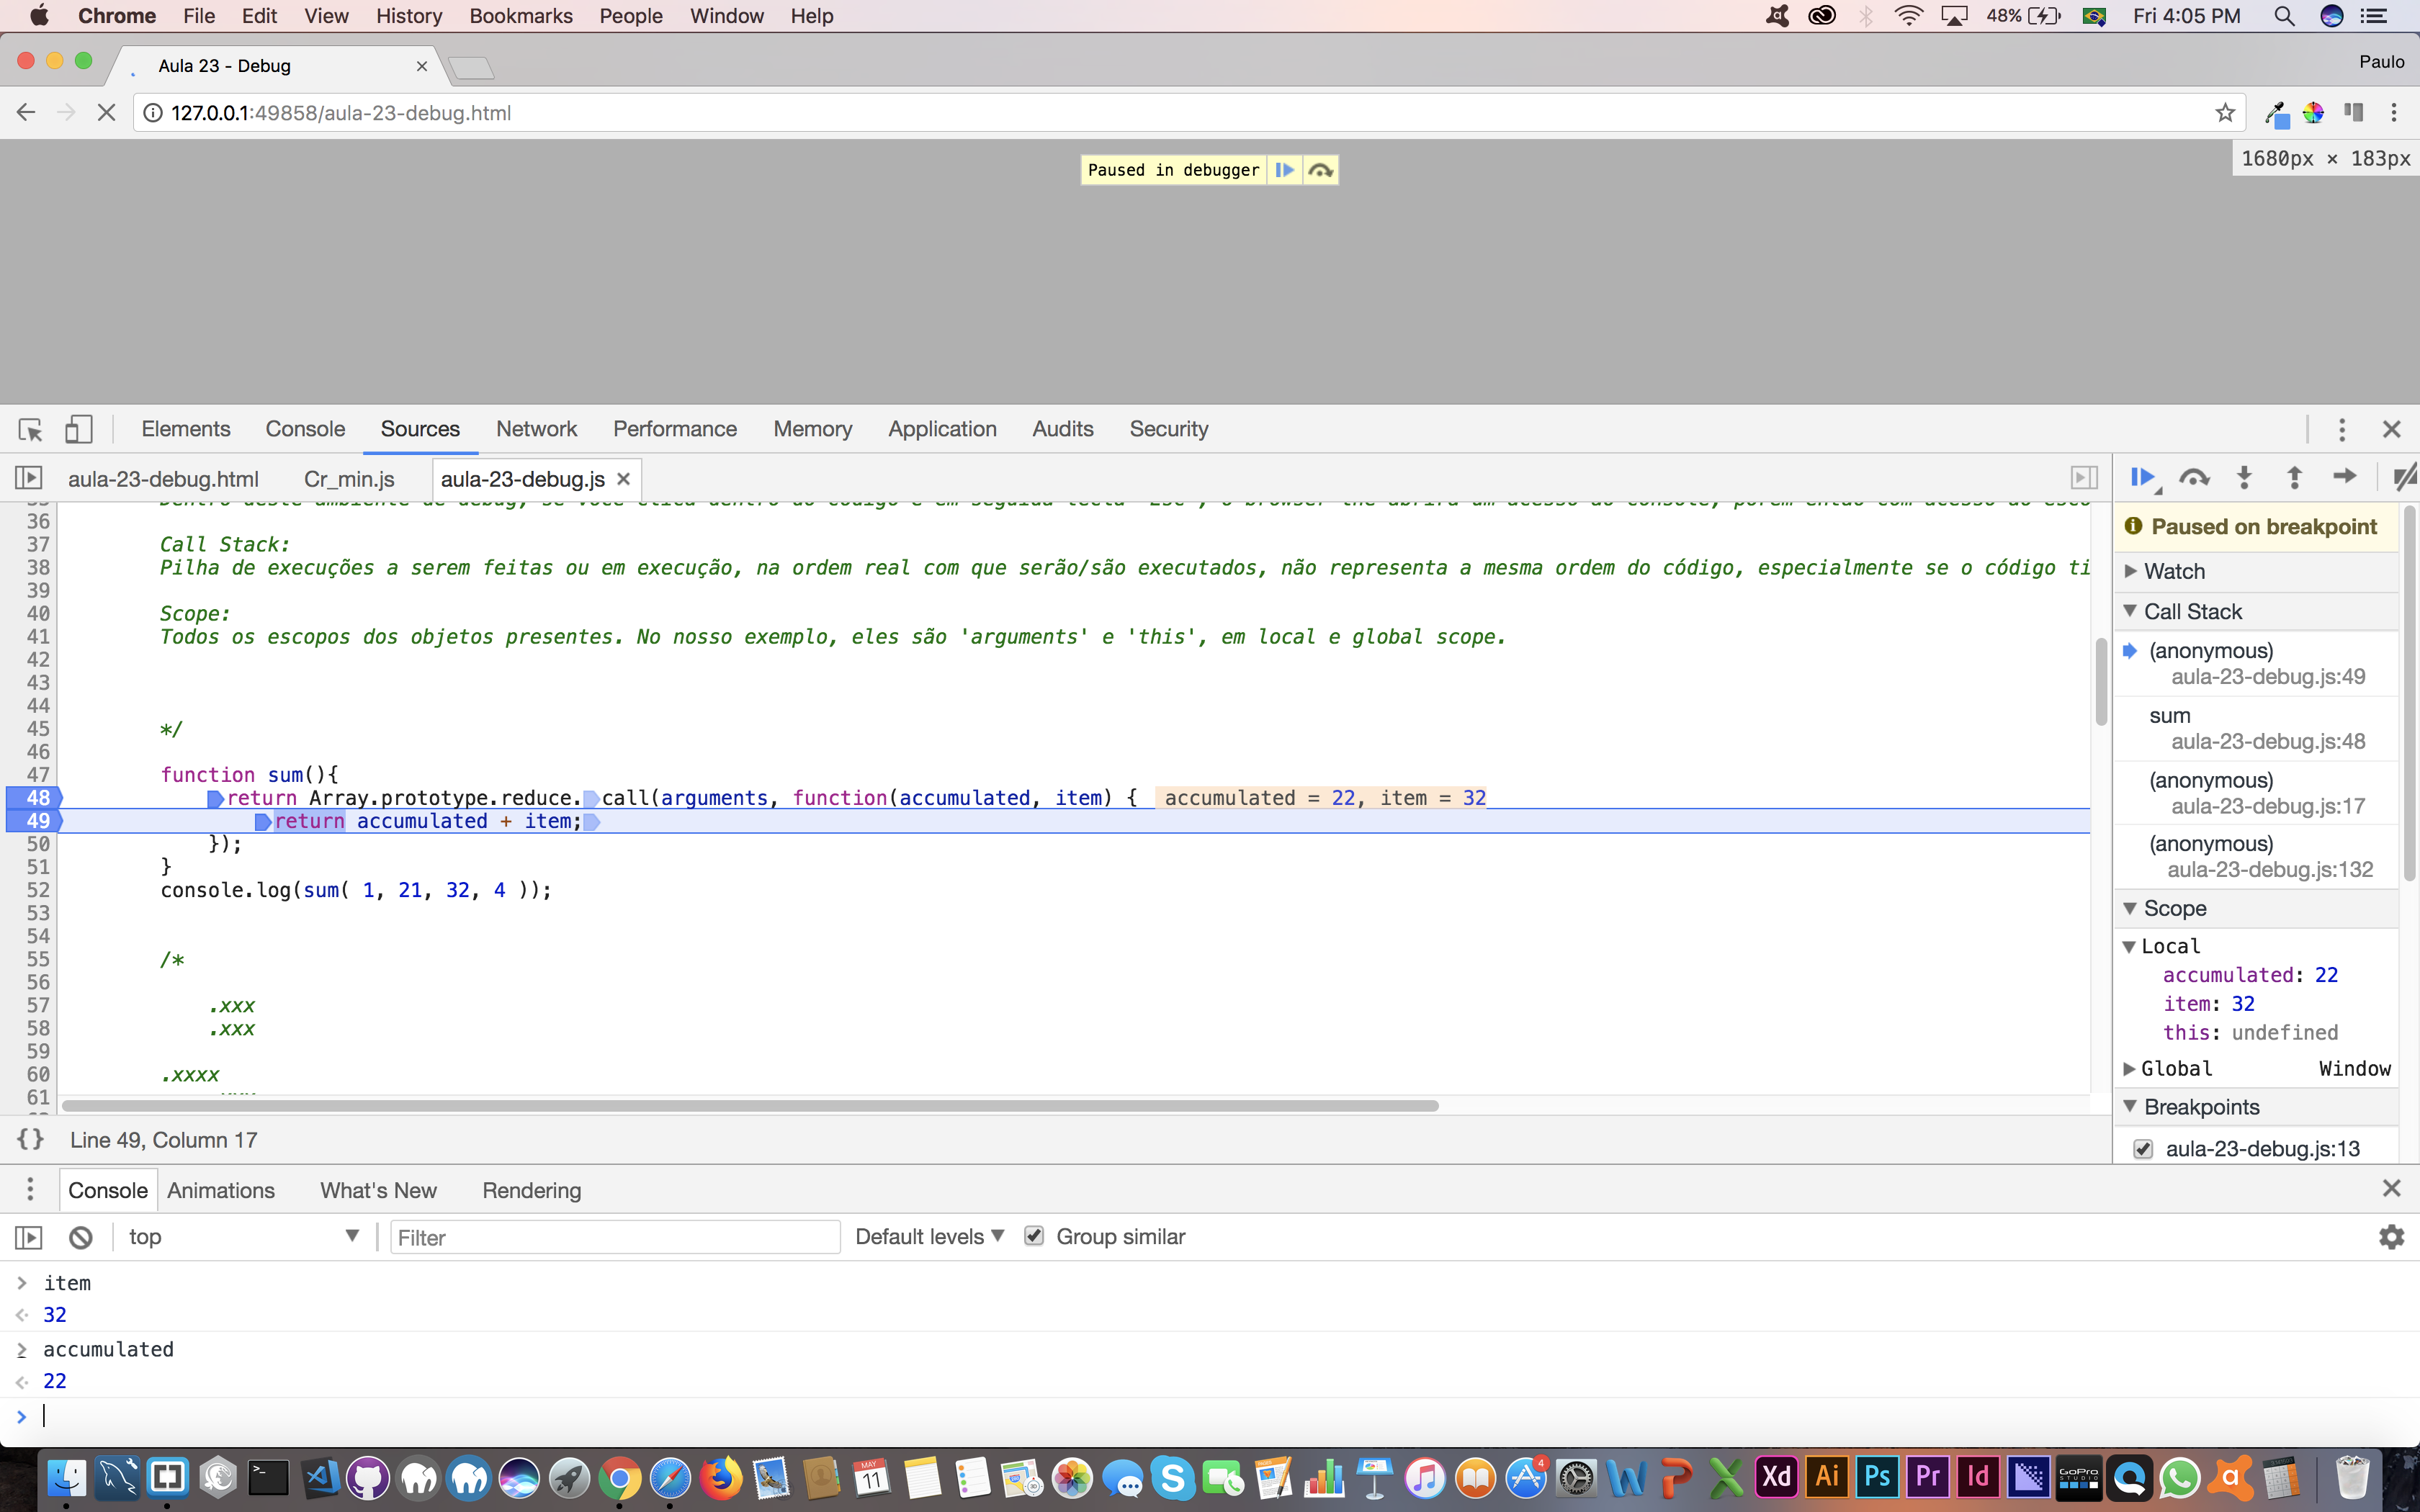 Chrome File Edit View History Bookmarks People Window Help 48% Fri 4:05 PM
Aula 23 - Debug Paulo
127.0.0.1:49858/aula-23-debug.html
Paused in debugger
1680px × 183px
Elements Console Sources Network Performance Memory Application Audits Security
aula-23-debug.html Cr_min.js aula-23-debug.js
36
37 Call Stack:
38 Pilha de execuções a serem feitas ou em execução, na ordem real com que serão/são executados, não representa a mesma ordem do código, especialmente se o código ti
39
40 Scope:
41 Todos os escopos dos objetos presentes. No nosso exemplo, eles são 'arguments' e 'this', em local e global scope.
42
43
44
45 */
46
47 function sum(){
48 return Array.prototype.reduce.call(arguments, function(accumulated, item) { accumulated = 22, item = 32
49 return accumulated + item;
50 });
51 }
52 console.log(sum( 1, 21, 32, 4 ));
53
54
55 /*
56
57 .xxx
58 .xxx
59
60 .xxxx
61
Line 49, Column 17
Paused on breakpoint
Watch
Call Stack
(anonymous)
aula-23-debug.js:49
sum
aula-23-debug.js:48
(anonymous)
aula-23-debug.js:17
(anonymous)
aula-23-debug.js:132
Scope
Local
accumulated: 22
item: 32
this: undefined
Global Window
Breakpoints
aula-23-debug.js:13
Console Animations What's New Rendering
top Filter Default levels Group similar
> item
32
> accumulated
22
>
MAY 11 4 Xd Ai Ps Pr Id GoPro